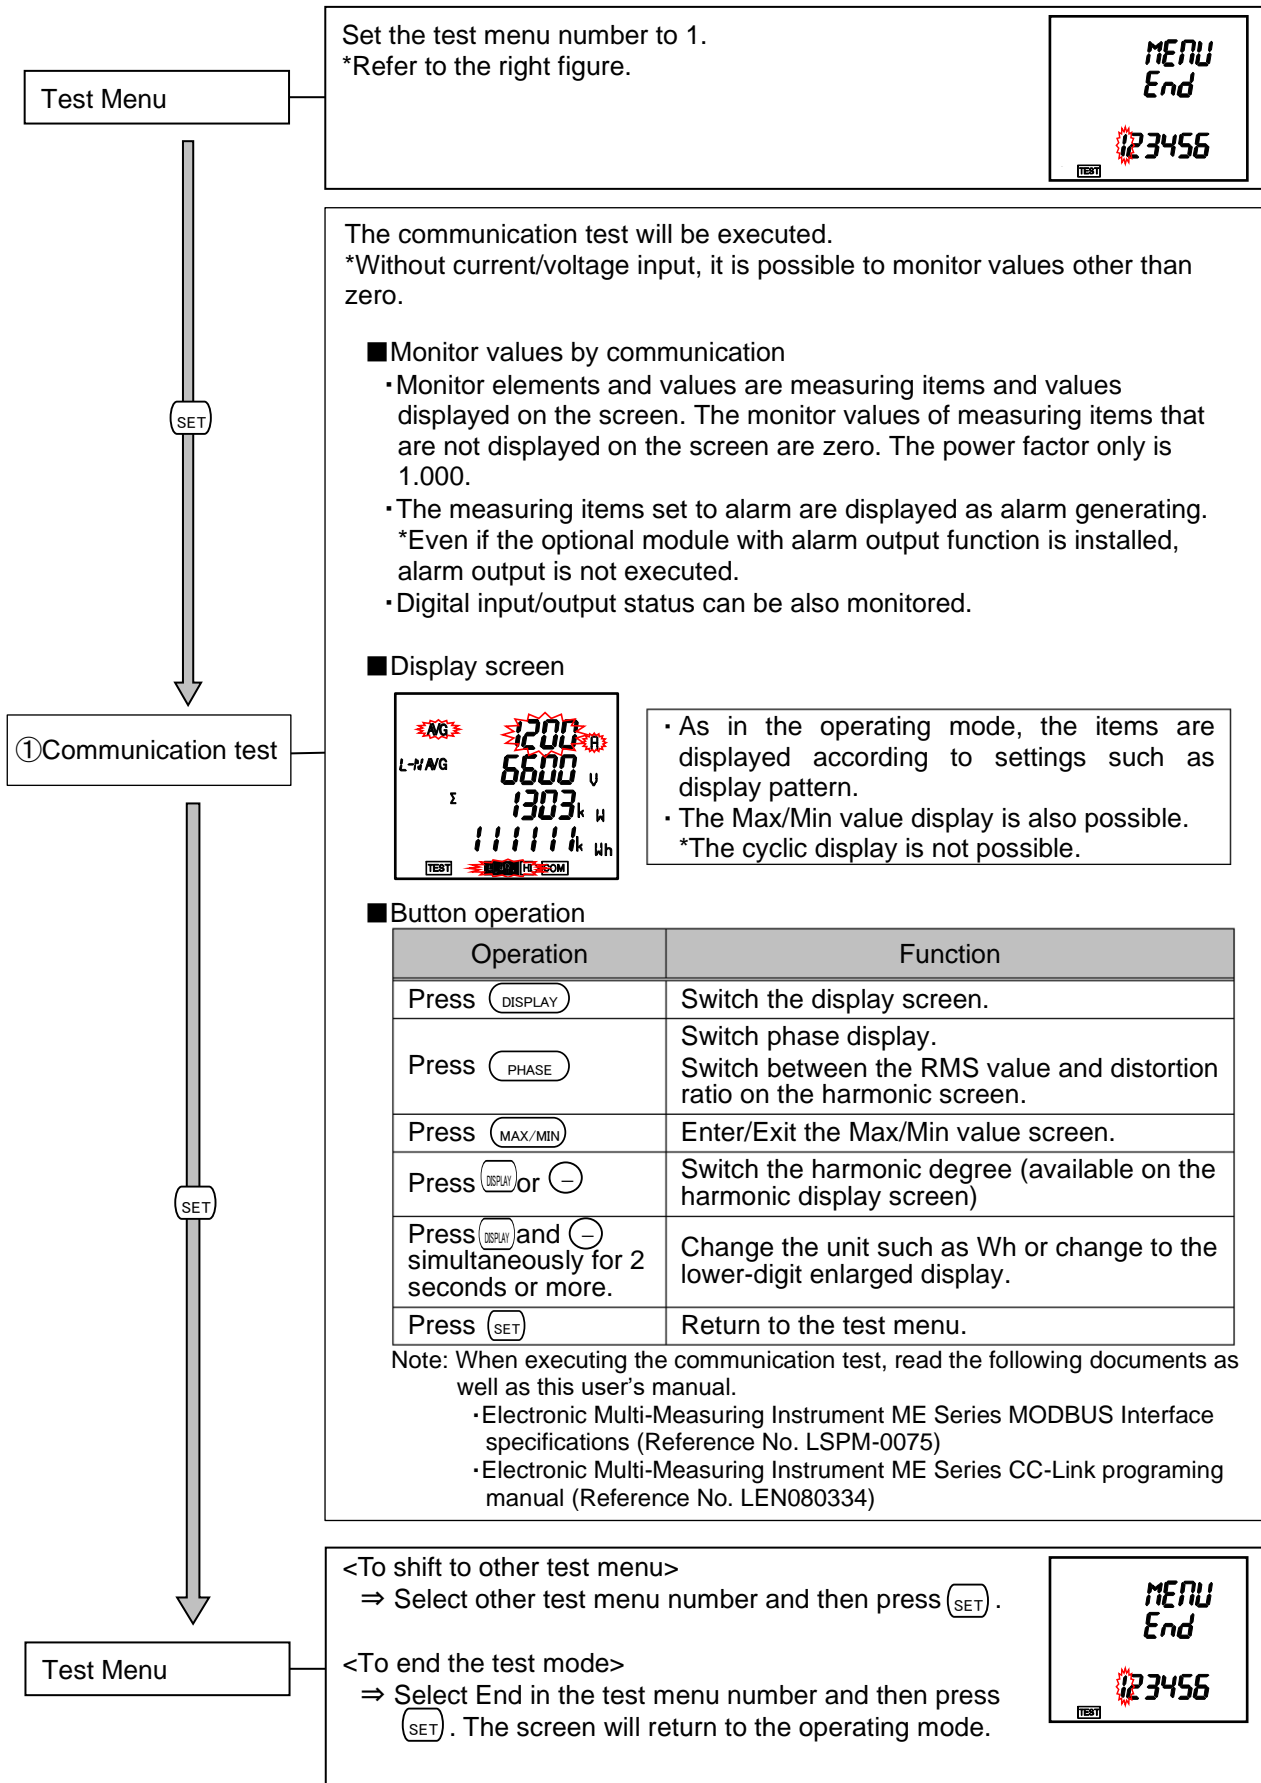 Test Menu
Set the test menu number to 1.
*Refer to the right figure.
MENU
End
123456
TEST
SET
①Communication test
The communication test will be executed.
*Without current/voltage input, it is possible to monitor values other than
zero.
■Monitor values by communication
・Monitor elements and values are measuring items and values
displayed on the screen. The monitor values of measuring items that
are not displayed on the screen are zero. The power factor only is
1.000.
・The measuring items set to alarm are displayed as alarm generating.
*Even if the optional module with alarm output function is installed,
alarm output is not executed.
・Digital input/output status can be also monitored.
■Display screen
AVG 1200 A
L-N AVG 6600 V
Σ 1303 k W
111111 k Wh
TEST HI COM
・As in the operating mode, the items are
displayed according to settings such as
display pattern.
・The Max/Min value display is also possible.
*The cyclic display is not possible.
■Button operation
Operation Function
Press DISPLAY Switch the display screen.
Press PHASE Switch phase display.
Switch between the RMS value and distortion
ratio on the harmonic screen.
Press MAX/MIN Enter/Exit the Max/Min value screen.
Press DISPLAY or − Switch the harmonic degree (available on the
harmonic display screen)
Press DISPLAY and −
simultaneously for 2
seconds or more.
Change the unit such as Wh or change to the
lower-digit enlarged display.
Press SET Return to the test menu.
Note: When executing the communication test, read the following documents as
well as this user’s manual.
・Electronic Multi-Measuring Instrument ME Series MODBUS Interface
specifications (Reference No. LSPM-0075)
・Electronic Multi-Measuring Instrument ME Series CC-Link programing
manual (Reference No. LEN080334)
SET
Test Menu
<To shift to other test menu>
⇒ Select other test menu number and then press SET .
<To end the test mode>
⇒ Select End in the test menu number and then press
SET . The screen will return to the operating mode.
MENU
End
123456
TEST